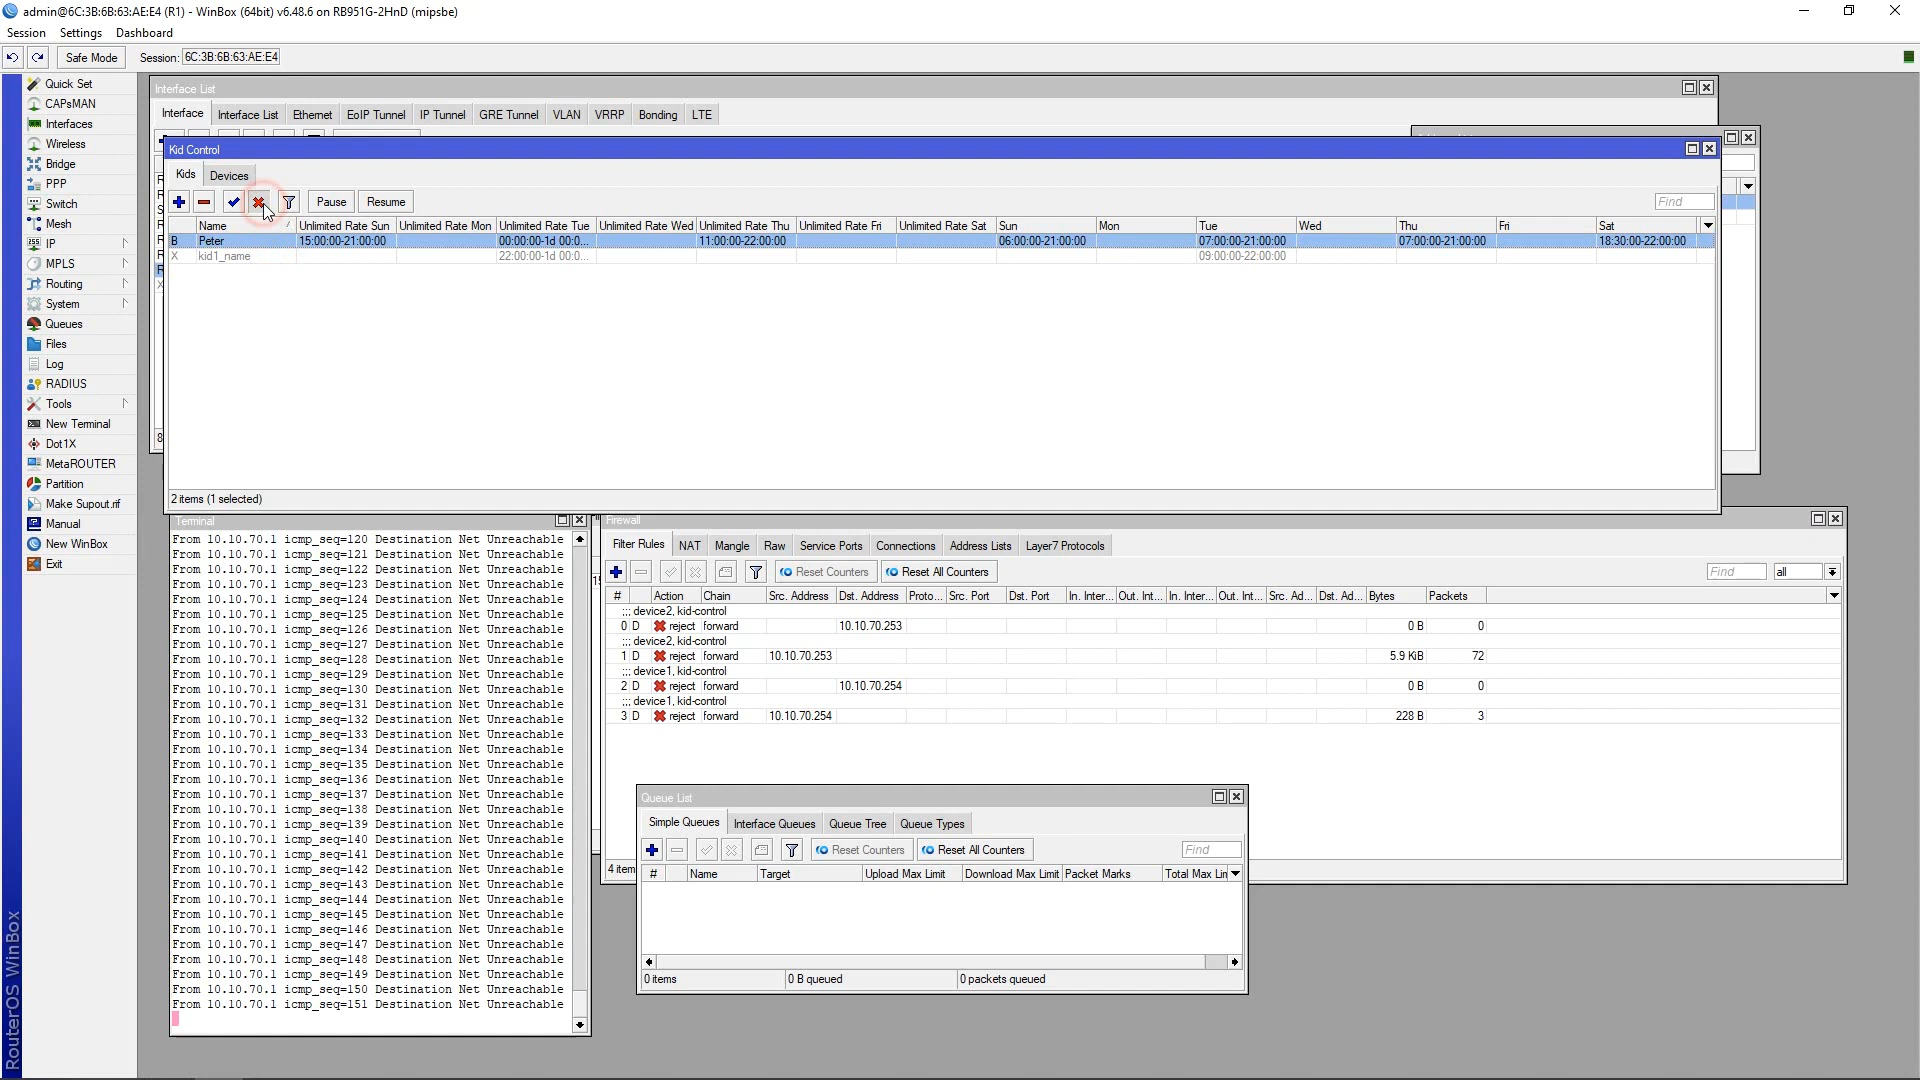 admin@6C:3B:6B:63:AE:E4 (R1) - WinBox (64bit) v6.48.6 on RB951G-2HnD (mipsbe)
Session Settings Dashboard
Safe Mode Session: 6C:3B:6B:63:AE:E4
Quick Set
CAPsMAN
Interfaces
Wireless
Bridge
PPP
Switch
Mesh
IP
MPLS
Routing
System
Queues
Files
Log
RADIUS
Tools
New Terminal
Dot1X
MetaROUTER
Partition
Make Supout.rif
Manual
New WinBox
Exit
RouterOS WinBox
Interface List
Interface Interface List Ethernet EoIP Tunnel IP Tunnel GRE Tunnel VLAN VRRP Bonding LTE
Kid Control
Kids Devices
Pause Resume Find
Name Unlimited Rate Sun Unlimited Rate Mon Unlimited Rate Tue Unlimited Rate Wed Unlimited Rate Thu Unlimited Rate Fri Unlimited Rate Sat Sun Mon Tue Wed Thu Fri Sat
B Peter 15:00:00-21:00:00 00:00:00-1d 00:0... 11:00:00-22:00:00 06:00:00-21:00:00 07:00:00-21:00:00 07:00:00-21:00:00 18:30:00-22:00:00
X kid1_name 22:00:00-1d 00:0... 09:00:00-22:00:00
2 items (1 selected)
Terminal
From 10.10.70.1 icmp_seq=120 Destination Net Unreachable
From 10.10.70.1 icmp_seq=121 Destination Net Unreachable
From 10.10.70.1 icmp_seq=122 Destination Net Unreachable
From 10.10.70.1 icmp_seq=123 Destination Net Unreachable
From 10.10.70.1 icmp_seq=124 Destination Net Unreachable
From 10.10.70.1 icmp_seq=125 Destination Net Unreachable
From 10.10.70.1 icmp_seq=126 Destination Net Unreachable
From 10.10.70.1 icmp_seq=127 Destination Net Unreachable
From 10.10.70.1 icmp_seq=128 Destination Net Unreachable
From 10.10.70.1 icmp_seq=129 Destination Net Unreachable
From 10.10.70.1 icmp_seq=130 Destination Net Unreachable
From 10.10.70.1 icmp_seq=131 Destination Net Unreachable
From 10.10.70.1 icmp_seq=132 Destination Net Unreachable
From 10.10.70.1 icmp_seq=133 Destination Net Unreachable
From 10.10.70.1 icmp_seq=134 Destination Net Unreachable
From 10.10.70.1 icmp_seq=135 Destination Net Unreachable
From 10.10.70.1 icmp_seq=136 Destination Net Unreachable
From 10.10.70.1 icmp_seq=137 Destination Net Unreachable
From 10.10.70.1 icmp_seq=138 Destination Net Unreachable
From 10.10.70.1 icmp_seq=139 Destination Net Unreachable
From 10.10.70.1 icmp_seq=140 Destination Net Unreachable
From 10.10.70.1 icmp_seq=141 Destination Net Unreachable
From 10.10.70.1 icmp_seq=142 Destination Net Unreachable
From 10.10.70.1 icmp_seq=143 Destination Net Unreachable
From 10.10.70.1 icmp_seq=144 Destination Net Unreachable
From 10.10.70.1 icmp_seq=145 Destination Net Unreachable
From 10.10.70.1 icmp_seq=146 Destination Net Unreachable
From 10.10.70.1 icmp_seq=147 Destination Net Unreachable
From 10.10.70.1 icmp_seq=148 Destination Net Unreachable
From 10.10.70.1 icmp_seq=149 Destination Net Unreachable
From 10.10.70.1 icmp_seq=150 Destination Net Unreachable
From 10.10.70.1 icmp_seq=151 Destination Net Unreachable
Firewall
Filter Rules NAT Mangle Raw Service Ports Connections Address Lists Layer7 Protocols
Reset Counters Reset All Counters Find all
# Action Chain Src. Address Dst. Address Proto... Src. Port Dst. Port In. Inter... Out. Int... In. Inter... Out. Int... Src. Ad... Dst. Ad... Bytes Packets
;;; device2, kid-control
0 D reject forward 10.10.70.253 0 B 0
;;; device2, kid-control
1 D reject forward 10.10.70.253 5.9 KiB 72
;;; device1, kid-control
2 D reject forward 10.10.70.254 0 B 0
;;; device1, kid-control
3 D reject forward 10.10.70.254 228 B 3
4 item
Queue List
Simple Queues Interface Queues Queue Tree Queue Types
Reset Counters Reset All Counters Find
# Name Target Upload Max Limit Download Max Limit Packet Marks Total Max Lin
0 items 0 B queued 0 packets queued